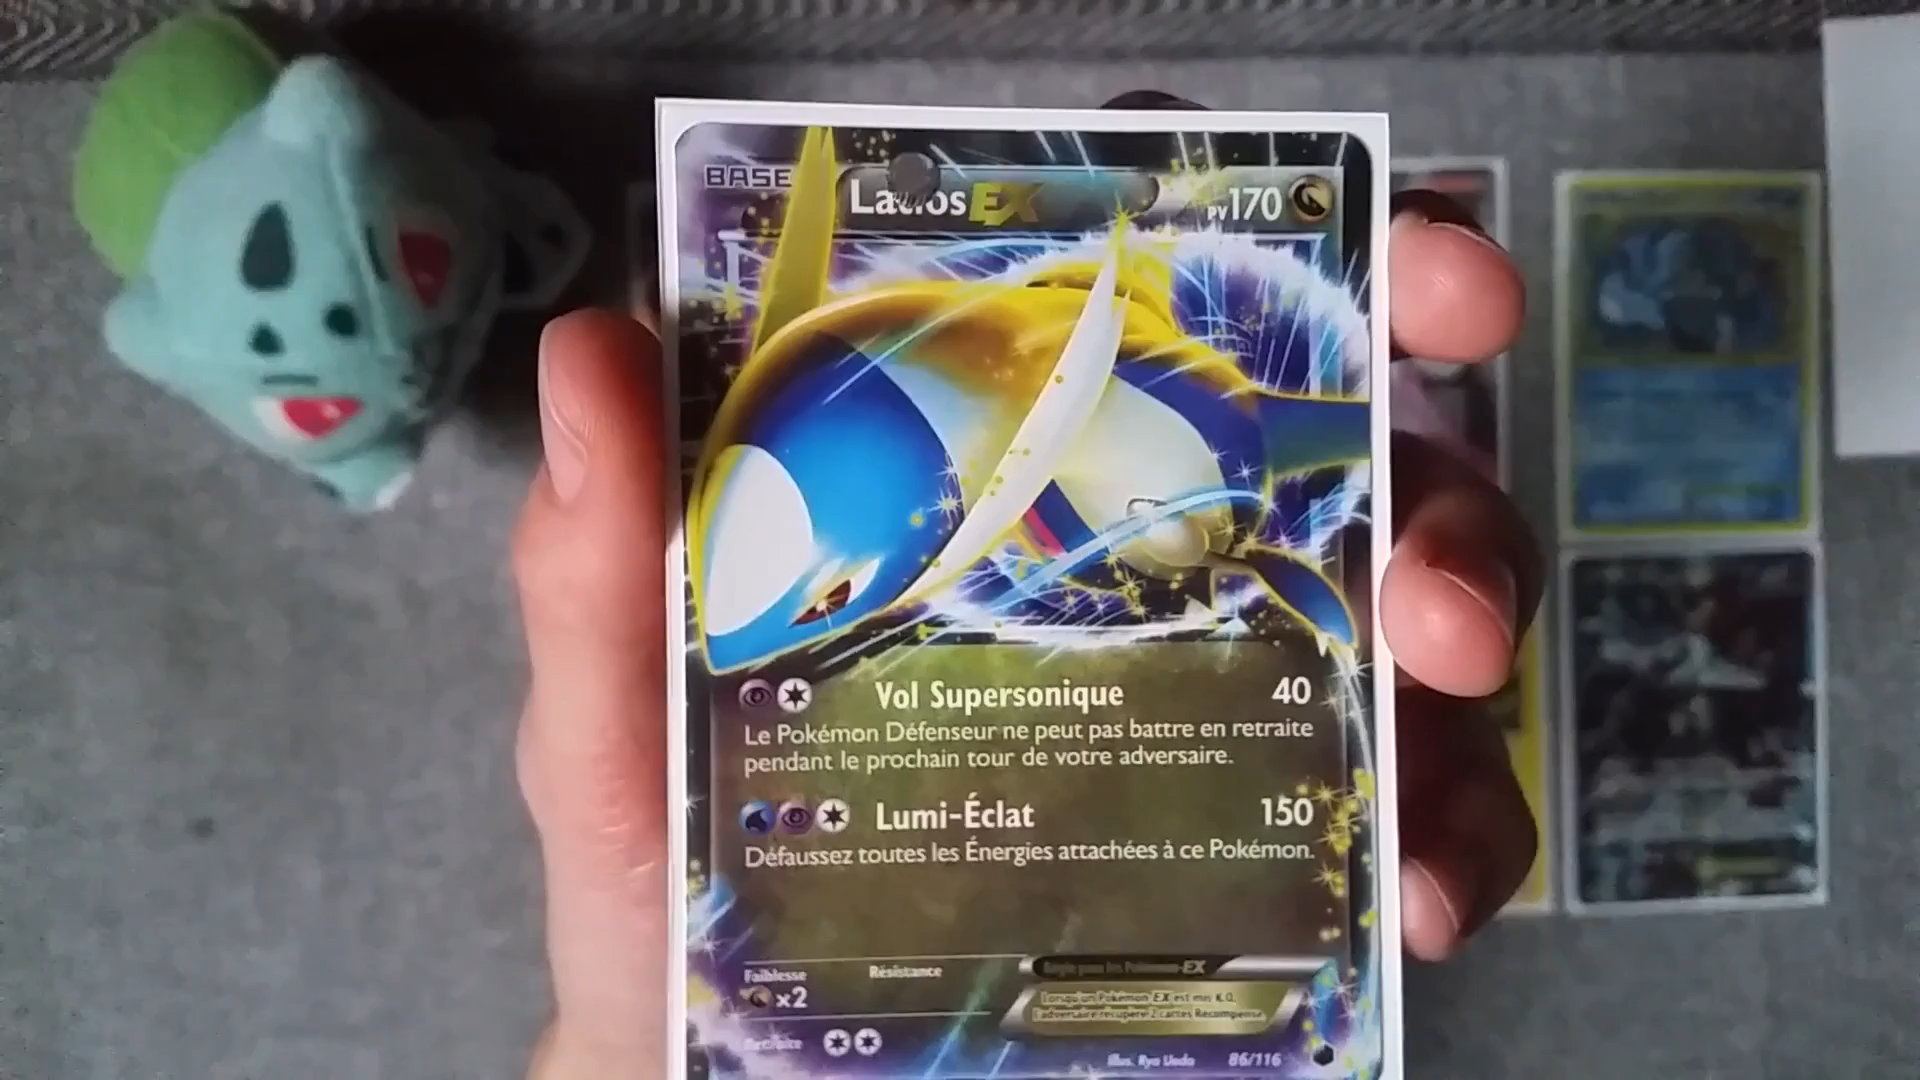 BASE
Latios EX
PV170
Vol Supersonique 40
Le Pokémon Défenseur ne peut pas battre en retraite
pendant le prochain tour de votre adversaire.
Lumi-Éclat 150
Défaussez toutes les Énergies attachées à ce Pokémon.
Faiblesse Résistance
x2
Retraite
Règle pour les Pokémon-EX
Lorsqu'un Pokémon EX est mis K.O.
l'adversaire récupère 2 cartes Récompense
Illus. Ryo Ueda 86/116